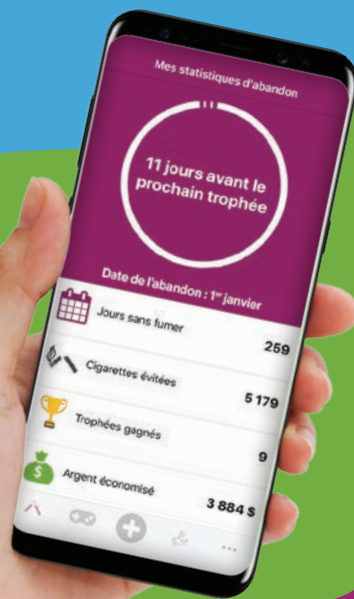 Mes statistiques d'abandon
11 jours avant le
prochain trophée
Date de l'abandon : 1er janvier
Jours sans fumer 259
Cigarettes évitées 5 179
Trophées gagnés 9
Argent économisé 3 884 $